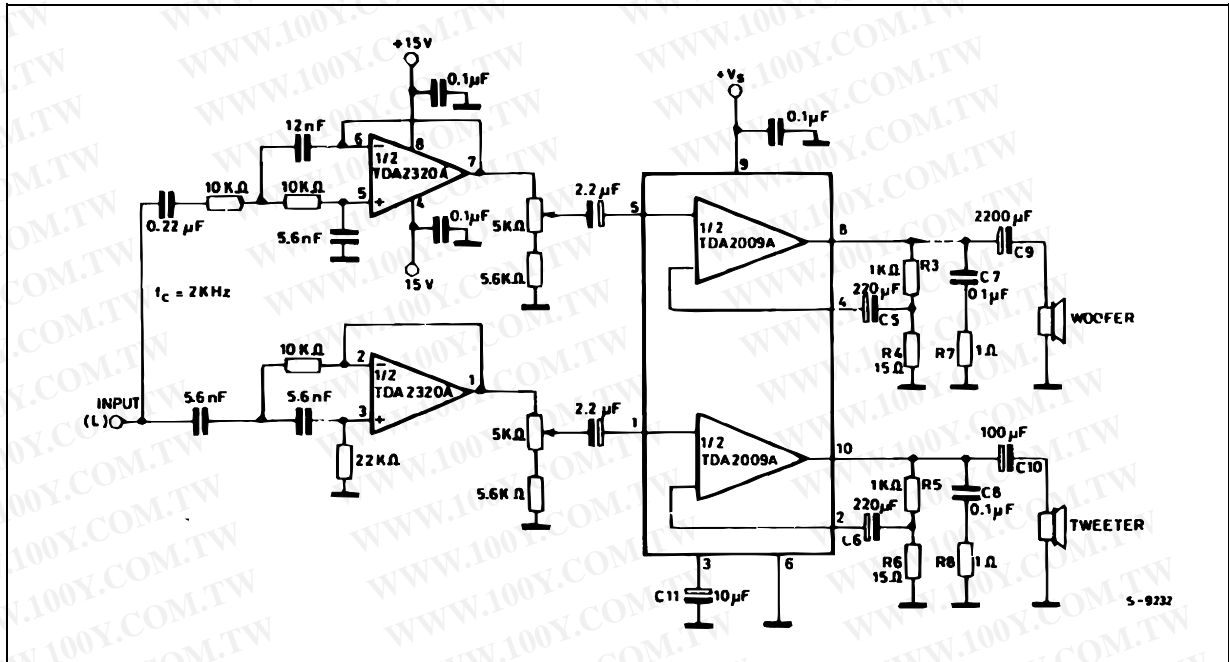 +15V
0.1µF
+Vs
0.1µF
12nF
6
8
1/2
TDA2320A
7
9
10KΩ
10KΩ
5
4
0.22µF
5.6nF
0.1µF
15V
5KΩ
5.6KΩ
2.2µF
5
1/2
TDA2009A
8
2200µF
C9
1KΩ
R3
C7
0.1µF
220µF
4
C5
R4
15Ω
R7
1Ω
WOOFER
fc = 2KHz
10KΩ
2
1/2
TDA2320A
1
INPUT
(L)
5.6nF
5.6nF
3
22KΩ
5KΩ
5.6KΩ
2.2µF
1
1/2
TDA2009A
10
100µF
C10
1KΩ
R5
C8
0.1µF
220µF
2
C6
R6
15Ω
R8
1Ω
TWEETER
3
6
C11
10µF
S-9232
WWW.100Y.COM.TW